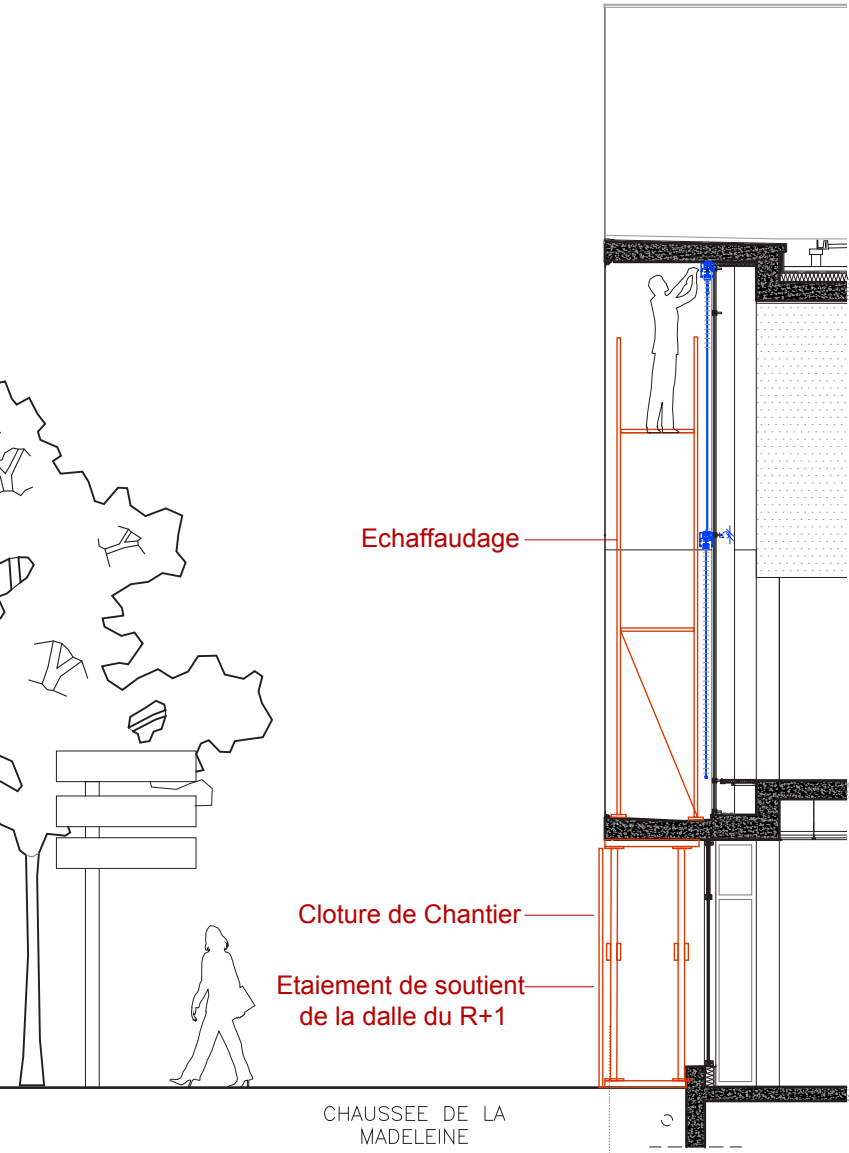 Echaffaudage
Cloture de Chantier
Etaiement de soutient
de la dalle du R+1
CHAUSSEE DE LA
MADELEINE